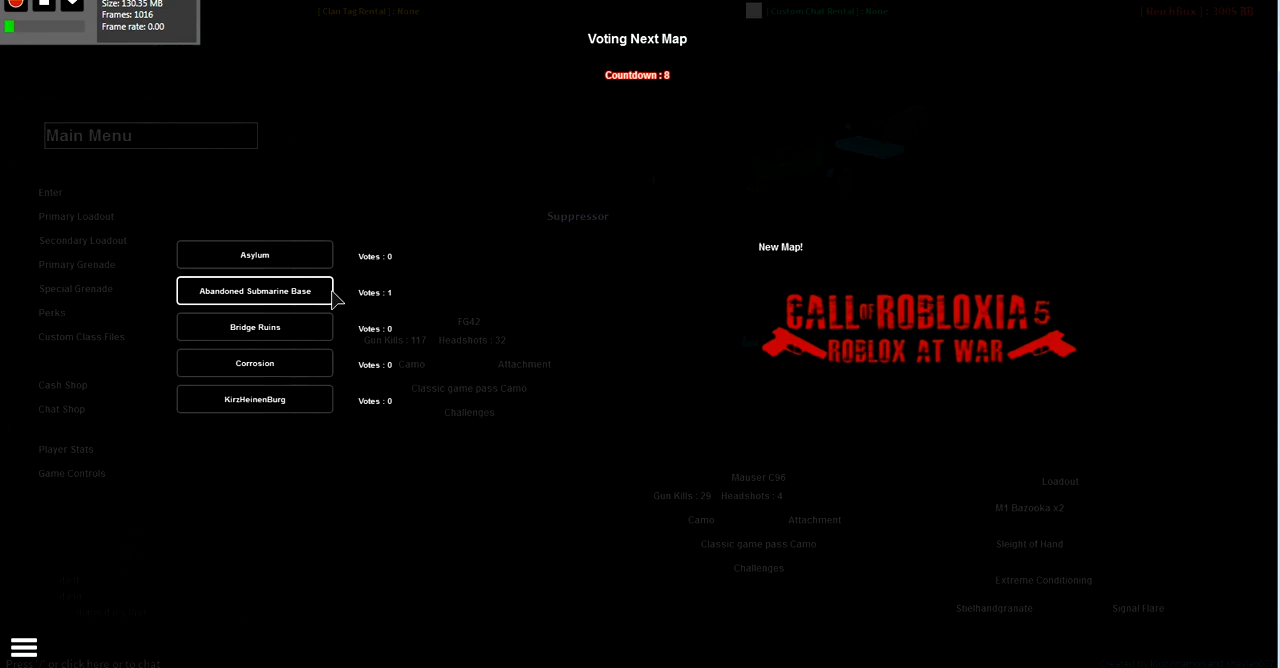 Size: 130.35 MB
Frames: 1016
Frame rate: 0.00
[ Clan Tag Rental ] : None
[ Custom Chat Rental ] : None
Voting Next Map
Countdown : 8
Main Menu
Enter
Primary Loadout
Secondary Loadout
Primary Grenade
Special Grenade
Perks
Custom Class Files
Cash Shop
Chat Shop
Player Stats
Game Controls
Suppressor
Asylum Votes : 0
Abandoned Submarine Base Votes : 1
Bridge Ruins Votes : 0
Corrosion Votes : 0
KirzHeinenBurg Votes : 0
FG42
Gun Kills : 117 Headshots : 32
Camo Attachment
Classic game pass Camo
Challenges
New Map!
CALL OF ROBLOXIA 5
ROBLOX AT WAR
Mauser C96
Gun Kills : 29 Headshots : 4
Camo Attachment
Classic game pass Camo
Challenges
Loadout
M1 Bazooka x2
Sleight of Hand
Extreme Conditioning
Stielhandgranate Signal Flare
or click here or to chat